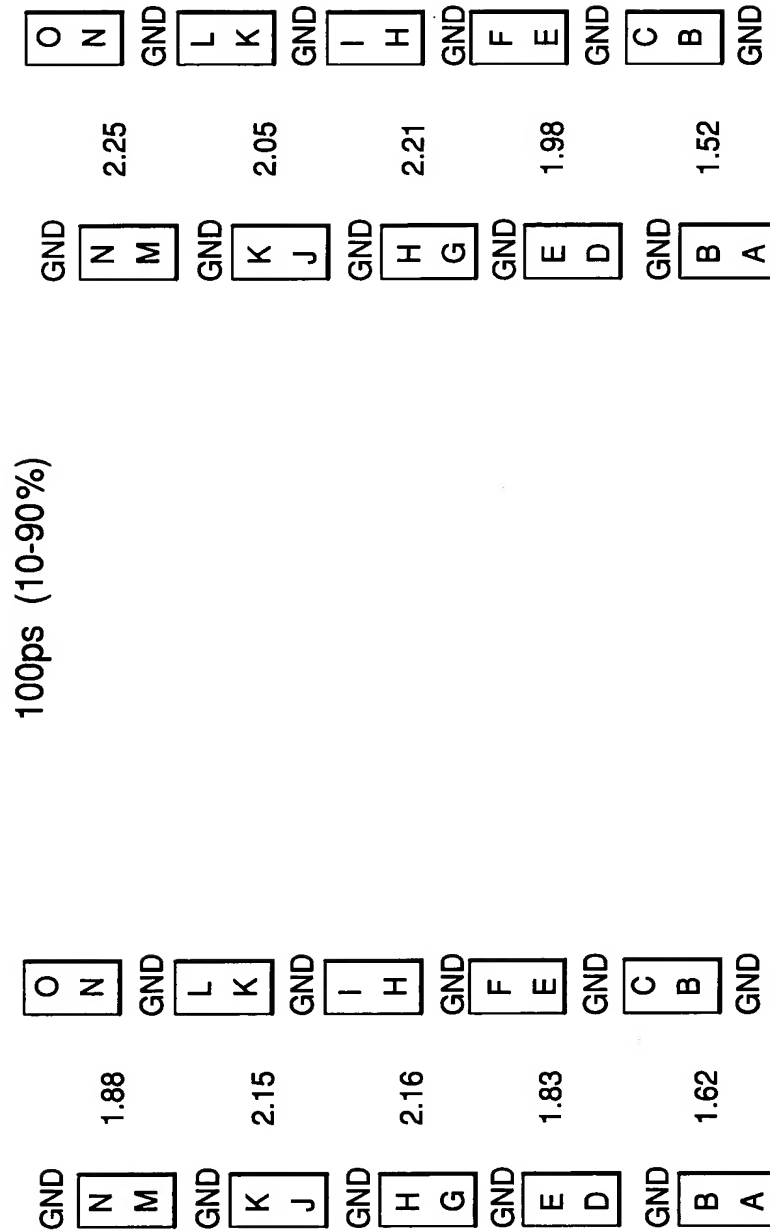 100ps (10-90%)
GND
N
M
GND
K
J
GND
H
G
GND
E
D
GND
B
A
1.88
2.15
2.16
1.83
1.62
O
N
GND
L
K
GND
I
H
GND
F
E
GND
C
B
GND
GND
N
M
GND
K
J
GND
H
G
GND
E
D
GND
B
A
2.25
2.05
2.21
1.98
1.52
O
N
GND
L
K
GND
I
H
GND
F
E
GND
C
B
GND